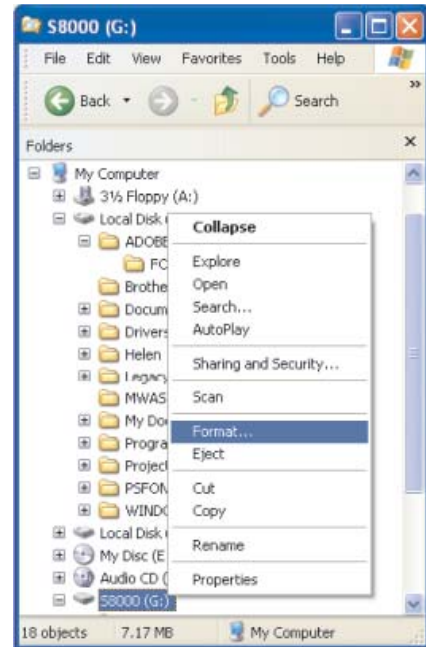 S8000 (G:)
File Edit View Favorites Tools Help
Back Search
Folders
My Computer
3½ Floppy (A:)
Local Disk
ADOBE
FO
Brothe
Docum
Drivers
Helen
Legacy
MWAS
My Do
Progra
Project
PSFON
WINDO
Local Disk
My Disc (E
Audio CD (
S8000 (G:)
Collapse
Explore
Open
Search...
AutoPlay
Sharing and Security...
Scan
Format...
Eject
Cut
Copy
Rename
Properties
18 objects 7.17 MB My Computer